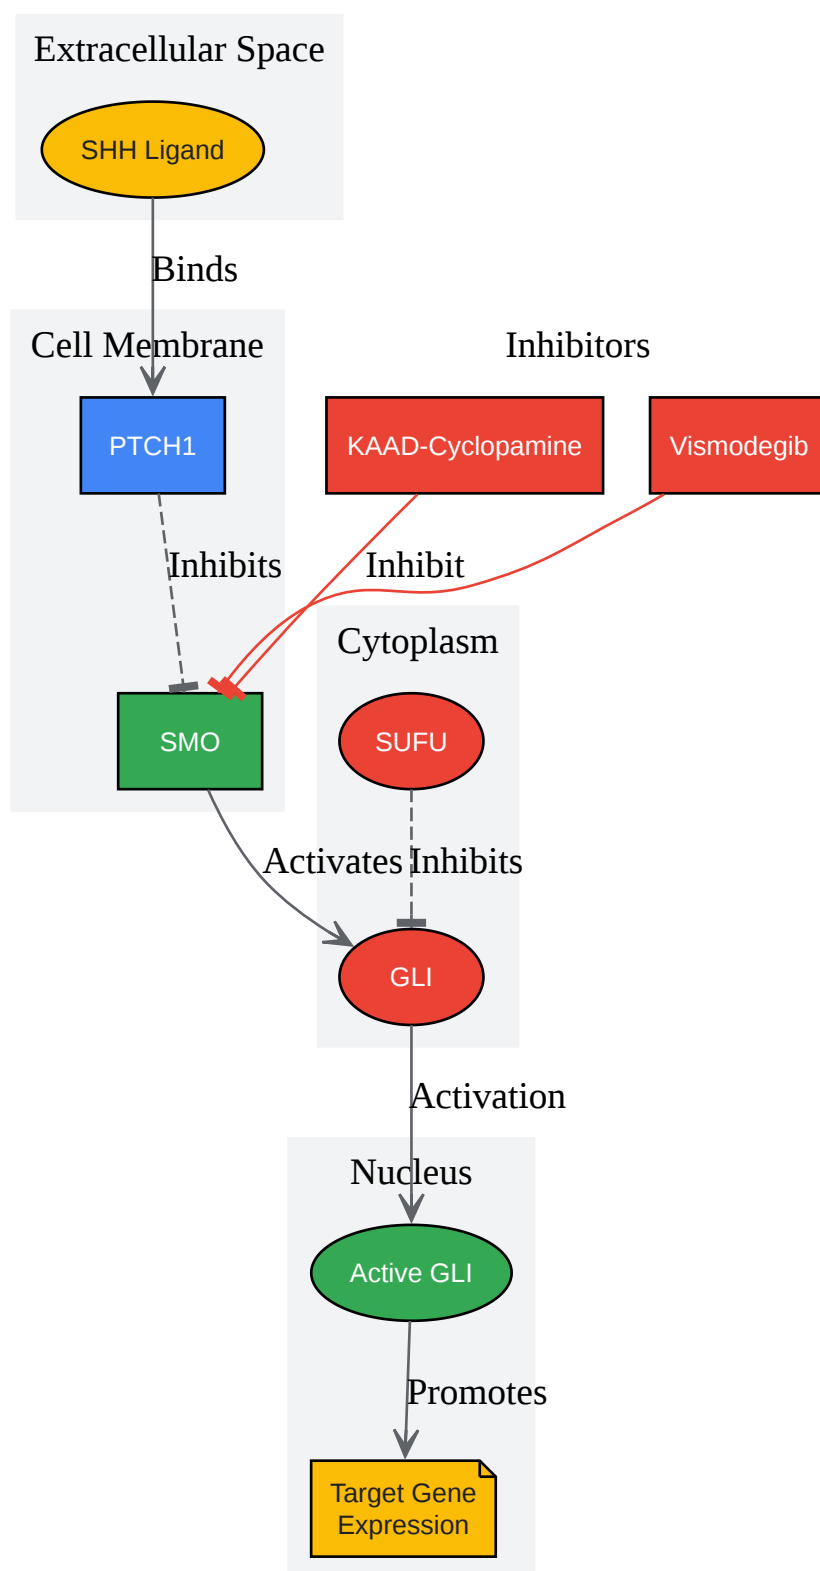 Extracellular Space
SHH Ligand
Binds
Cell Membrane
Inhibitors
PTCH1
KAAD-Cyclopamine
Vismodegib
Inhibits
Inhibit
Cytoplasm
SMO
SUFU
Activates
Inhibits
GLI
Activation
Nucleus
Active GLI
Promotes
Target Gene
Expression